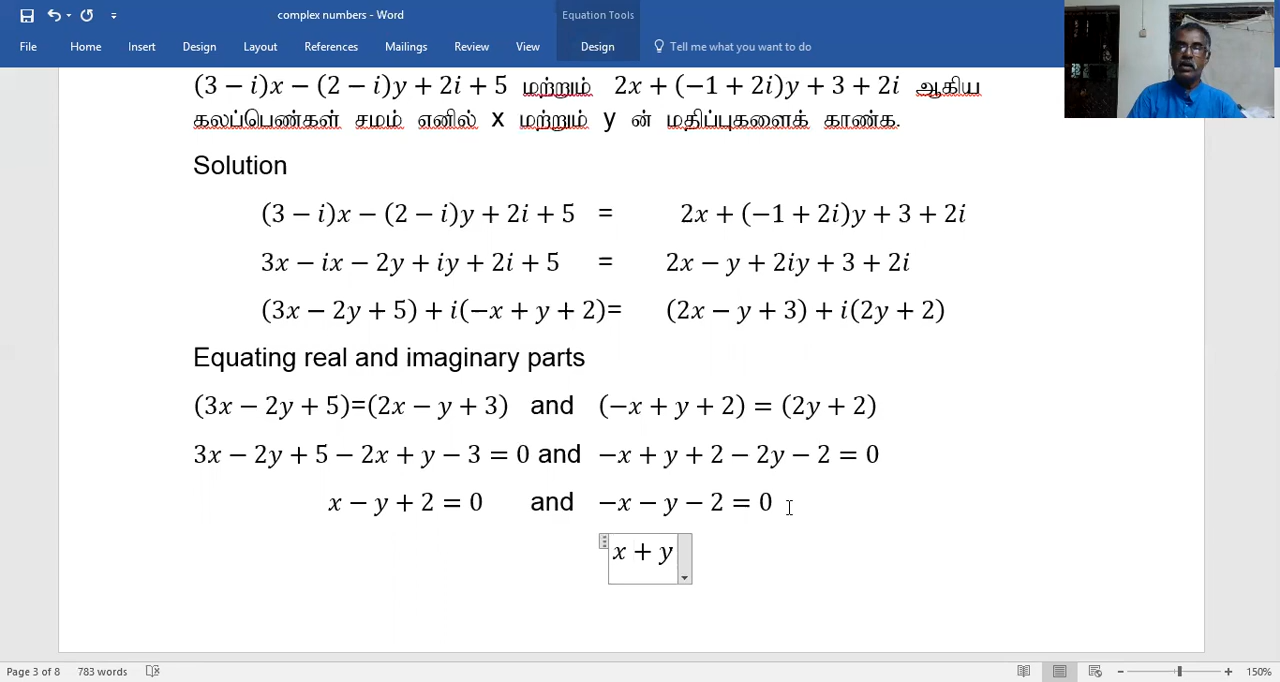 complex numbers - Word
Equation Tools
File Home Insert Design Layout References Mailings Review View Design Tell me what you want to do
(3 − i)x − (2 − i)y + 2i + 5 மற்றும் 2x + (−1 + 2i)y + 3 + 2i ஆகிய
கலப்பெண்கள் சமம் எனில் x மற்றும் y ன் மதிப்புகளைக் காண்க.
Solution
(3 − i)x − (2 − i)y + 2i + 5 = 2x + (−1 + 2i)y + 3 + 2i
3x − ix − 2y + iy + 2i + 5 = 2x − y + 2iy + 3 + 2i
(3x − 2y + 5) + i(−x + y + 2)= (2x − y + 3) + i(2y + 2)
Equating real and imaginary parts
(3x − 2y + 5)=(2x − y + 3) and (−x + y + 2) = (2y + 2)
3x − 2y + 5 − 2x + y − 3 = 0 and −x + y + 2 − 2y − 2 = 0
x − y + 2 = 0 and −x − y − 2 = 0
x + y
Page 3 of 8 783 words 150%